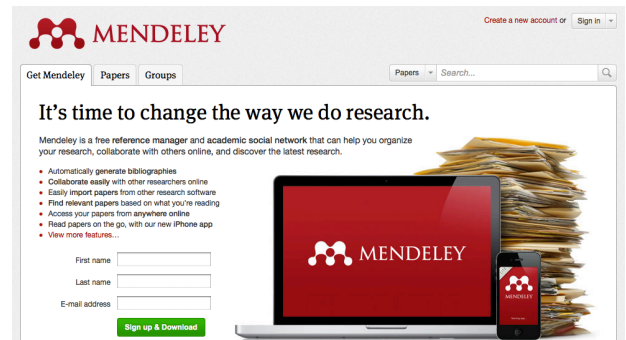 MENDELEY
Create a new account or Sign in
Get Mendeley Papers Groups
Papers Search...
It's time to change the way we do research.
Mendeley is a free reference manager and academic social network that can help you organize
your research, collaborate with others online, and discover the latest research.
Automatically generate bibliographies
Collaborate easily with other researchers online
Easily import papers from other research software
Find relevant papers based on what you're reading
Access your papers from anywhere online
Read papers on the go, with our new iPhone app
View more features...
First name
Last name
E-mail address
Sign up & Download
MENDELEY
MENDELEY